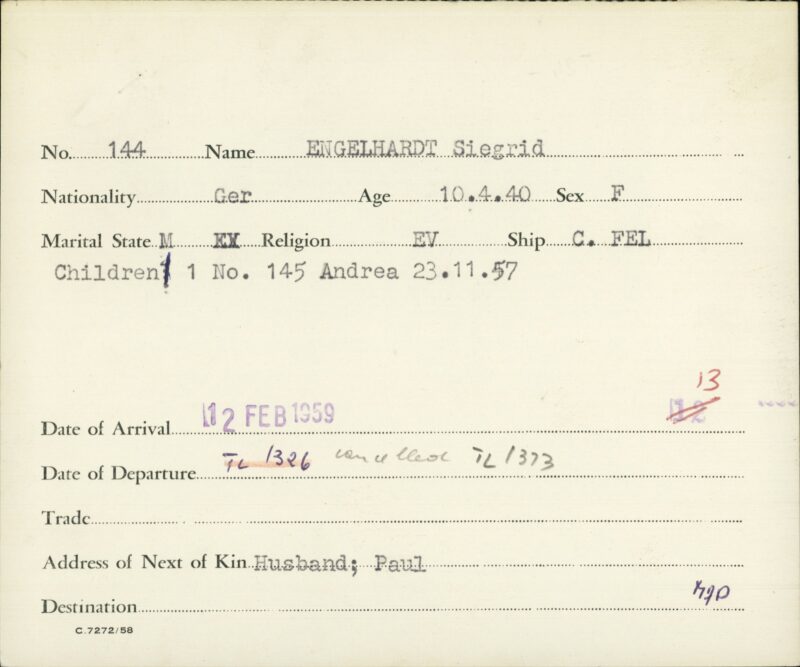 No. 144 Name ENGELHARDT Siegrid
Nationality Ger Age 10.4.40 Sex F
Marital State M EX Religion EV Ship C. FEL
Children 1 No. 145 Andrea 23.11.57
13
Date of Arrival 12 FEB 1959 12
Date of Departure TL 1326 cancelled TL 1373
Trade
Address of Next of Kin Husband; Paul
Destination
C.7272/58